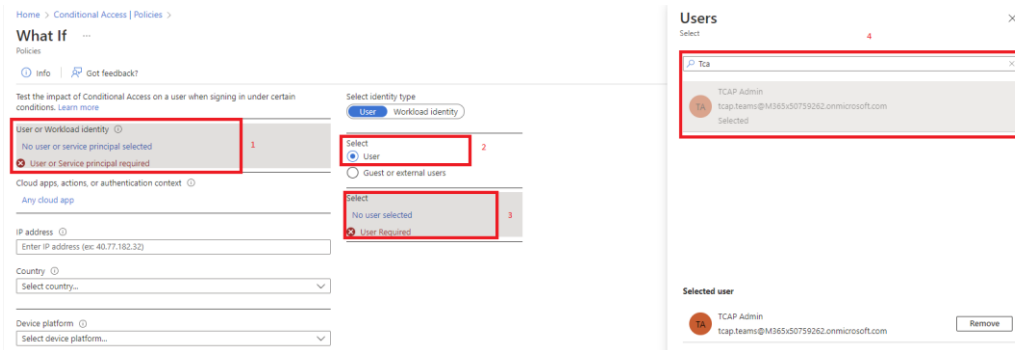 Home > Conditional Access | Policies >
What If ...
Policies
Info
Got feedback?
Test the impact of Conditional Access on a user when signing in under certain
conditions. Learn more
User or Workload identity
No user or service principal selected
User or Service principal required
1
Cloud apps, actions, or authentication context
Any cloud app
IP address
Enter IP address (ex: 40.77.182.32)
Country
Select country...
Device platform
Select device platform...
Select identity type
User
Workload identity
Select
User
2
Guest or external users
Select
No user selected
3
User Required
Users
Select
4
Tca
TA
TCAP Admin
tcap.teams@M365x50759262.onmicrosoft.com
Selected
Selected user
TA
TCAP Admin
tcap.teams@M365x50759262.onmicrosoft.com
Remove